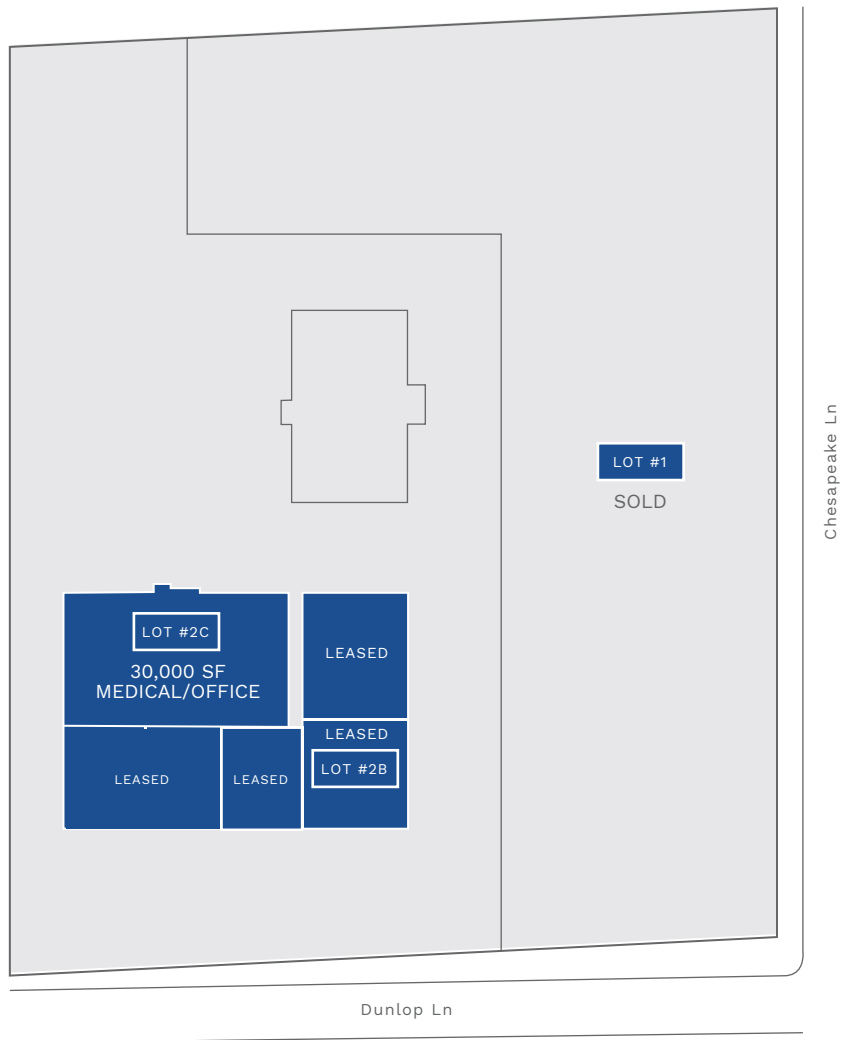 LOT #1
SOLD
Chesapeake Ln
LOT #2C
30,000 SF
MEDICAL/OFFICE
LEASED
LEASED
LOT #2B
LEASED
LEASED
Dunlop Ln